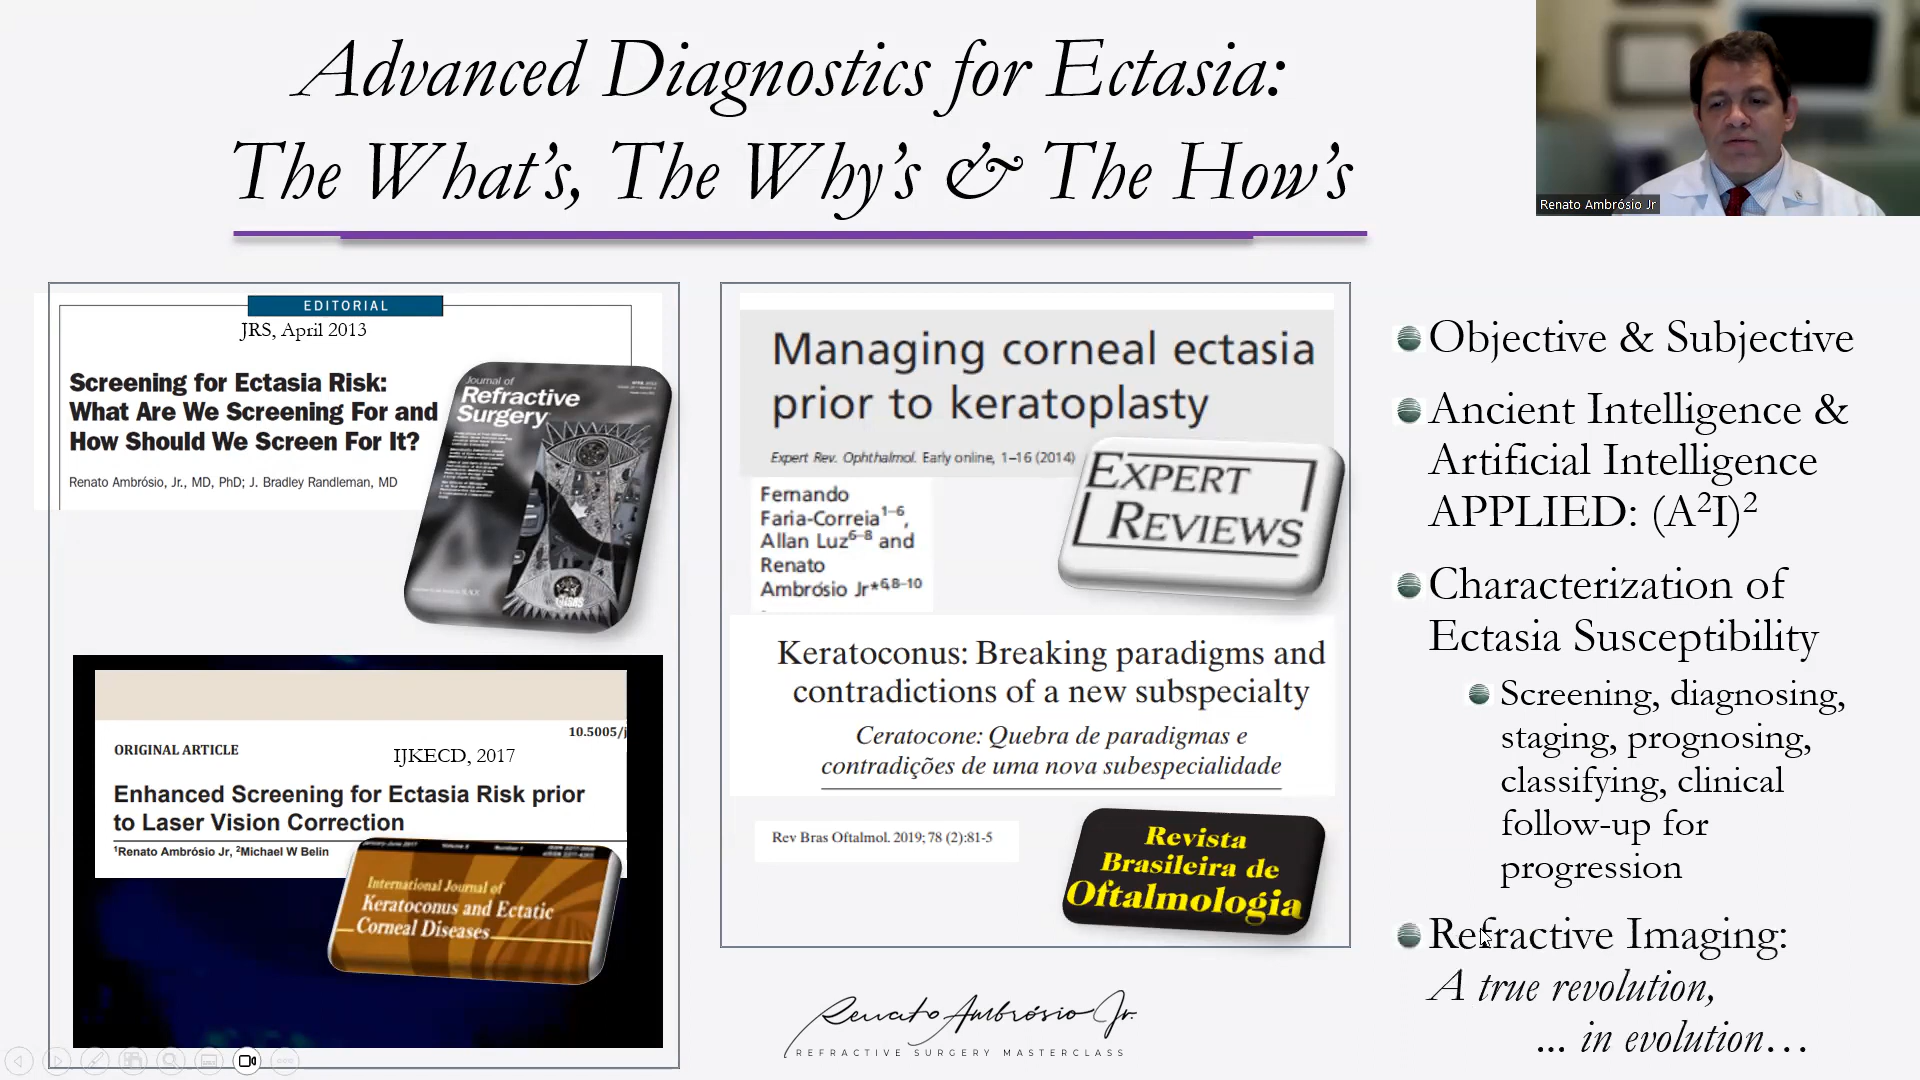 Advanced Diagnostics for Ectasia:
The What's, The Why's & The How's
Renato Ambrósio Jr
EDITORIAL
JRS, April 2013
Screening for Ectasia Risk:
What Are We Screening For and
How Should We Screen For It?
Renato Ambrósio, Jr., MD, PhD; J. Bradley Randleman, MD
Journal of
Refractive
Surgery
10.5005/j
ORIGINAL ARTICLE
IJKECD, 2017
Enhanced Screening for Ectasia Risk prior
to Laser Vision Correction
¹Renato Ambrósio Jr, ²Michael W Belin
International Journal of
Keratoconus and Ectatic
Corneal Diseases
Managing corneal ectasia
prior to keratoplasty
Expert Rev. Ophthalmol. Early online, 1–16 (2014)
Fernando
Faria-Correia¹⁻⁶,
Allan Luz⁶⁻⁸ and
Renato
Ambrósio Jr*⁶,⁸⁻¹⁰
EXPERT
REVIEWS
Keratoconus: Breaking paradigms and
contradictions of a new subspecialty
Ceratocone: Quebra de paradigmas e
contradições de uma nova subespecialidade
Rev Bras Oftalmol. 2019; 78 (2):81-5
Revista
Brasileira de
Oftalmologia
Renato Ambrósio Jr.
REFRACTIVE SURGERY MASTERCLASS
Objective & Subjective
Ancient Intelligence &
Artificial Intelligence
APPLIED: (A²I)²
Characterization of
Ectasia Susceptibility
Screening, diagnosing,
staging, prognosing,
classifying, clinical
follow-up for
progression
Refractive Imaging:
A true revolution,
... in evolution…